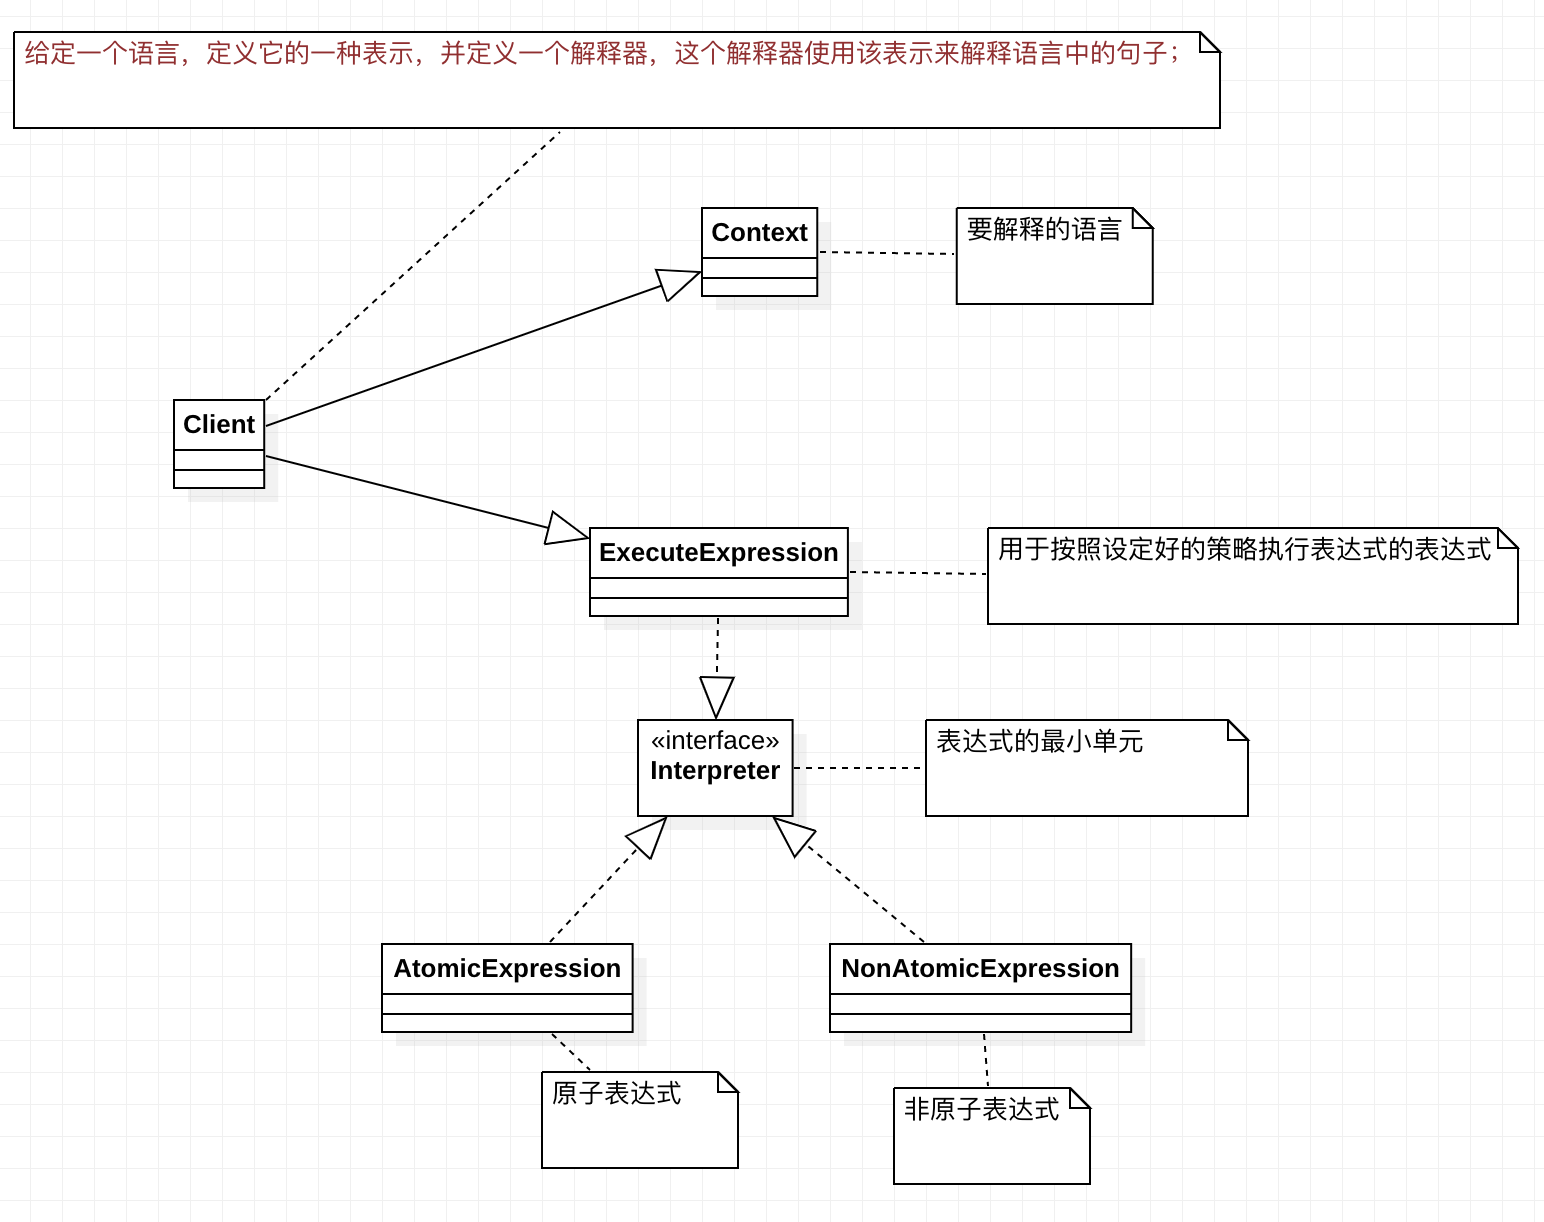 给定一个语言，定义它的一种表示，并定义一个解释器，这个解释器使用该表示来解释语言中的句子；
Context
要解释的语言
Client
ExecuteExpression
用于按照设定好的策略执行表达式的表达式
«interface»
Interpreter
表达式的最小单元
AtomicExpression
NonAtomicExpression
原子表达式
非原子表达式